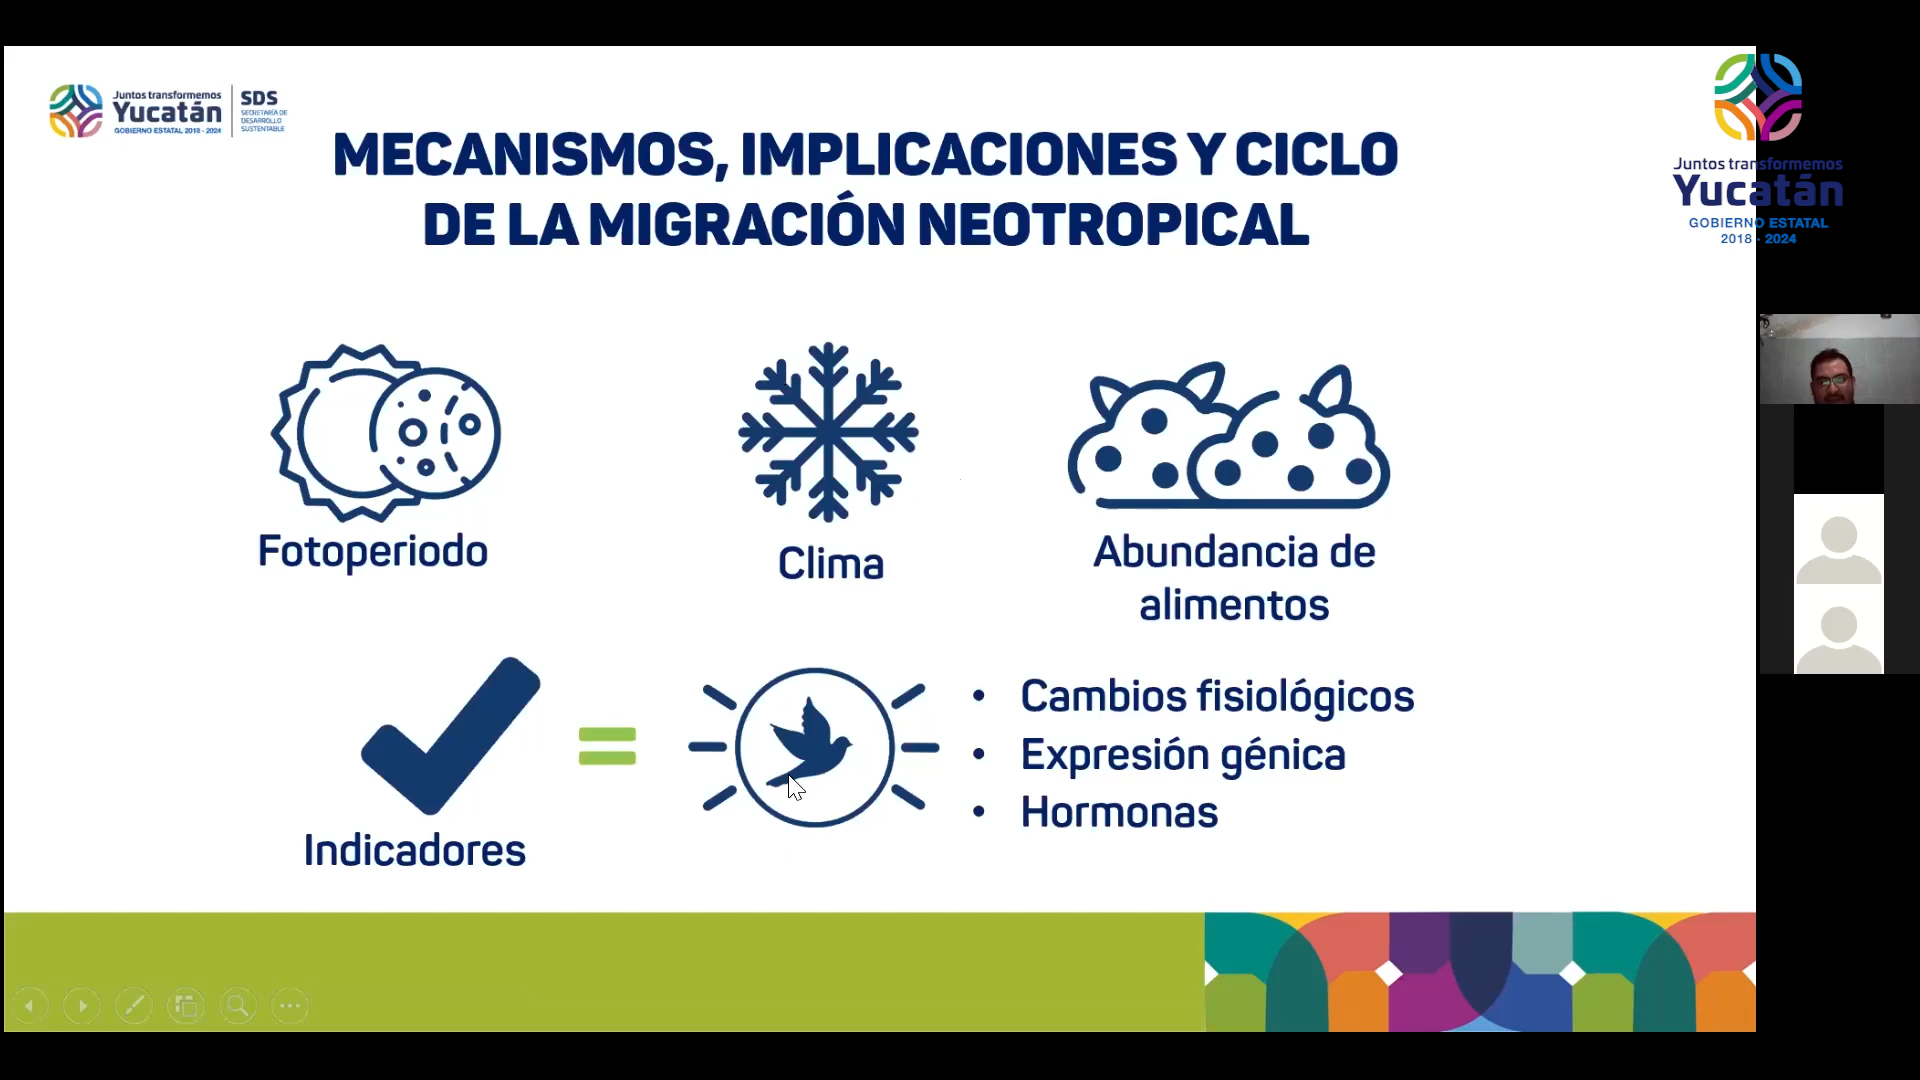 Juntos transformemos
Yucatán
GOBIERNO ESTATAL 2018 - 2024
SDS
SECRETARÍA DE
DESARROLLO
SUSTENTABLE
MECANISMOS, IMPLICACIONES Y CICLO
DE LA MIGRACIÓN NEOTROPICAL
Juntos transformemos
Yucatán
GOBIERNO ESTATAL
2018 - 2024
Fotoperiodo
Clima
Abundancia de
alimentos
Indicadores
• Cambios fisiológicos
• Expresión génica
• Hormonas